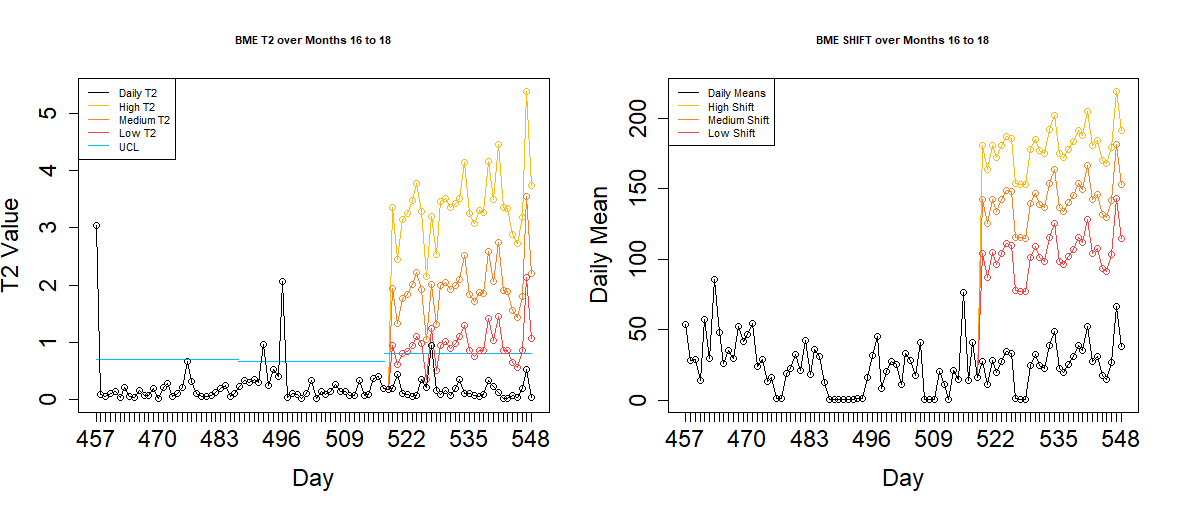 BME T2 over Months 16 to 18
Daily T2
High T2
Medium T2
Low T2
UCL
T2 Value
5
4
3
2
1
0
457 470 483 496 509 522 535 548
Day
BME SHIFT over Months 16 to 18
Daily Means
High Shift
Medium Shift
Low Shift
Daily Mean
200
150
100
50
0
457 470 483 496 509 522 535 548
Day